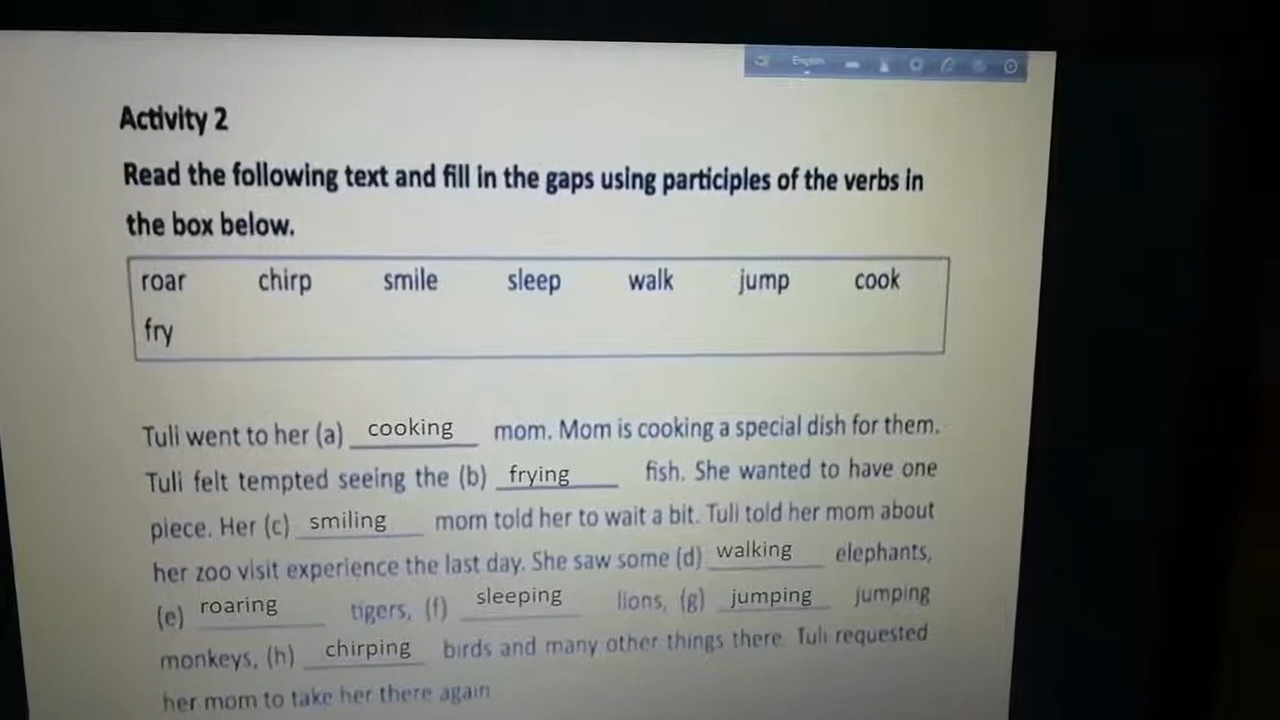 English
Activity 2
Read the following text and fill in the gaps using participles of the verbs in
the box below.
roar chirp smile sleep walk jump cook
fry
Tuli went to her (a) cooking mom. Mom is cooking a special dish for them.
Tuli felt tempted seeing the (b) frying fish. She wanted to have one
piece. Her (c) smiling mom told her to wait a bit. Tuli told her mom about
her zoo visit experience the last day. She saw some (d) walking elephants,
(e) roaring tigers, (f) sleeping lions, (g) jumping jumping
monkeys, (h) chirping birds and many other things there. Tuli requested
her mom to take her there again